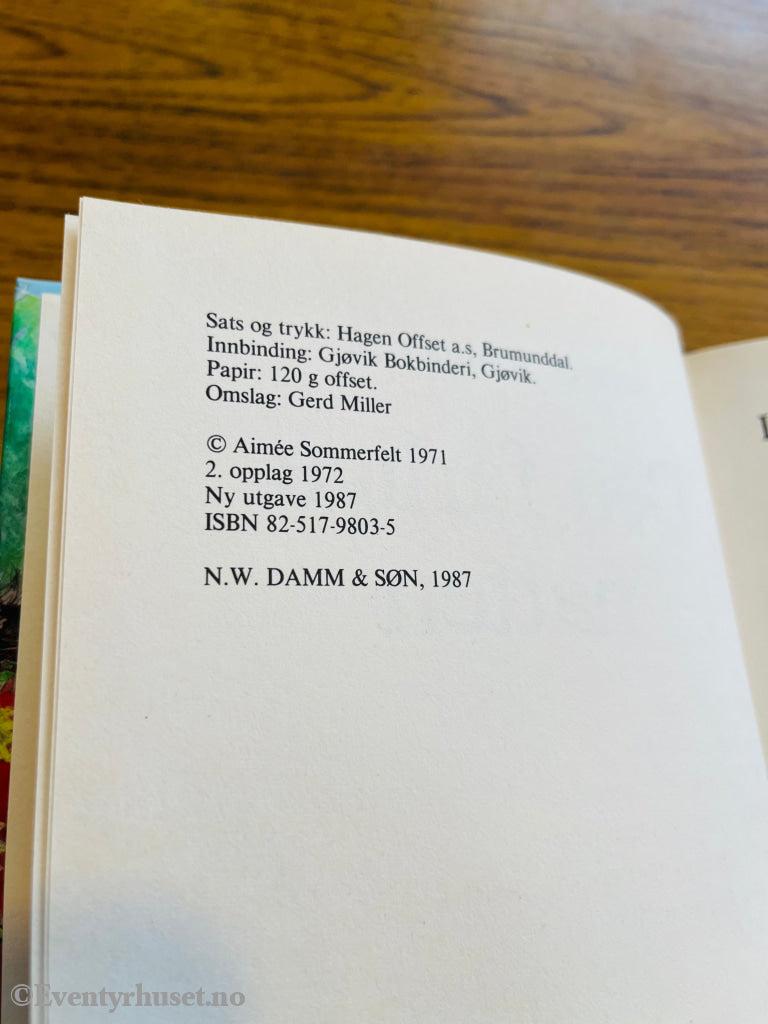 Sats og trykk: Hagen Offset a.s, Brumunddal.
Innbinding: Gjøvik Bokbinderi, Gjøvik.
Papir: 120 g offset.
Omslag: Gerd Miller
© Aimée Sommerfelt 1971
2. opplag 1972
Ny utgave 1987
ISBN 82-517-9803-5
N.W. DAMM & SØN, 1987
©Eventyrhuset.no